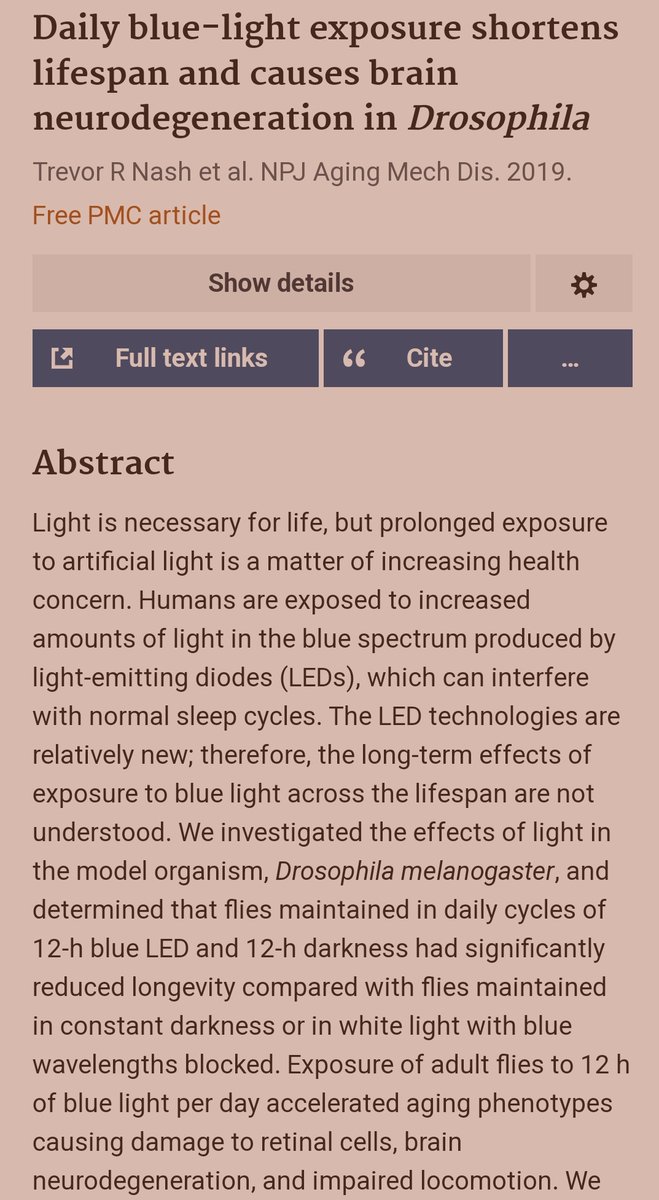 Daily blue-light exposure shortens
lifespan and causes brain
neurodegeneration in Drosophila
Trevor R Nash et al. NPJ Aging Mech Dis. 2019.
Free PMC article
Show details
Full text links
Cite
...
Abstract
Light is necessary for life, but prolonged exposure
to artificial light is a matter of increasing health
concern. Humans are exposed to increased
amounts of light in the blue spectrum produced by
light-emitting diodes (LEDs), which can interfere
with normal sleep cycles. The LED technologies are
relatively new; therefore, the long-term effects of
exposure to blue light across the lifespan are not
understood. We investigated the effects of light in
the model organism, Drosophila melanogaster, and
determined that flies maintained in daily cycles of
12-h blue LED and 12-h darkness had significantly
reduced longevity compared with flies maintained
in constant darkness or in white light with blue
wavelengths blocked. Exposure of adult flies to 12 h
of blue light per day accelerated aging phenotypes
causing damage to retinal cells, brain
neurodegeneration, and impaired locomotion. We